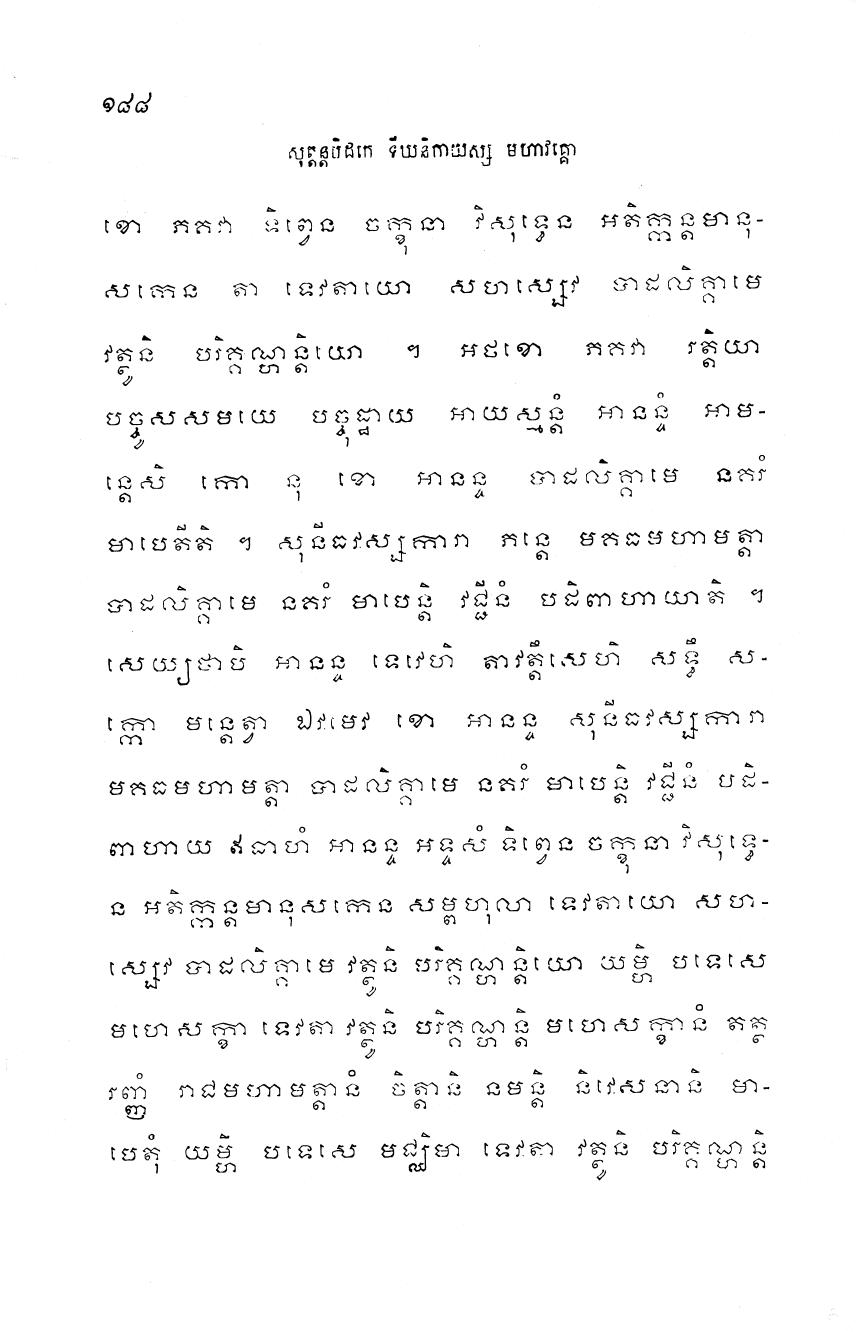 ១៨៨
សុត្តន្តបិដកេ ទីឃនិកាយស្ស មហាវគ្គោ
ខោ ភគវា ទិព្វេន ចក្ខុនា វិសុទ្ធេន អតិក្កន្តមានុ-
សកេន តា ទេវតាយោ សហស្សេវ បាដលិគ្គាមេ
វត្ថូនិ បរិគ្គណ្ហន្តិយោ ។ អថខោ ភគវា រត្តិយា
បច្ចូសសមយេ បច្ចុដ្ឋាយ អាយស្មន្តំ អានន្ទំ អាម-
ន្តេសិ កោ នុ ខោ អានន្ទ បាដលិគ្គាមេ នគរំ
មាបេតីតិ ។ សុនីធវស្សការា ភន្តេ មគធមហាមត្តា
បាដលិគ្គាមេ នគរំ មាបេន្តិ វជ្ជីនំ បដិពាហាយាតិ ។
សេយ្យថាបិ អានន្ទ ទេវេហិ តាវត្តឹសេហិ សទ្ធឹ ស-
ក្កោ មន្តេត្វា ឯវមេវ ខោ អានន្ទ សុនីធវស្សការា
មគធមហាមត្តា បាដលិគ្គាមេ នគរំ មាបេន្តិ វជ្ជីនំ បដិ-
ពាហាយ ឥធាហំ អានន្ទ អទ្ទសំ ទិព្វេន ចក្ខុនា វិសុទ្ធេ-
ន អតិក្កន្តមានុសកេន សម្ពហុលា ទេវតាយោ សហ-
ស្សេវ បាដលិគ្គាមេ វត្ថូនិ បរិគ្គណ្ហន្តិយោ យម្ហិ បទេសេ
មហេសក្ខា ទេវតា វត្ថូនិ បរិគ្គណ្ហន្តិ មហេសក្ខានំ តត្ថ
រញ្ញំ រាជមហាមត្តានំ ចិត្តានិ នមន្តិ និវេសនានិ មា-
បេតុំ យម្ហិ បទេសេ មជ្ឈិមា ទេវតា វត្ថូនិ បរិគ្គណ្ហន្តិ